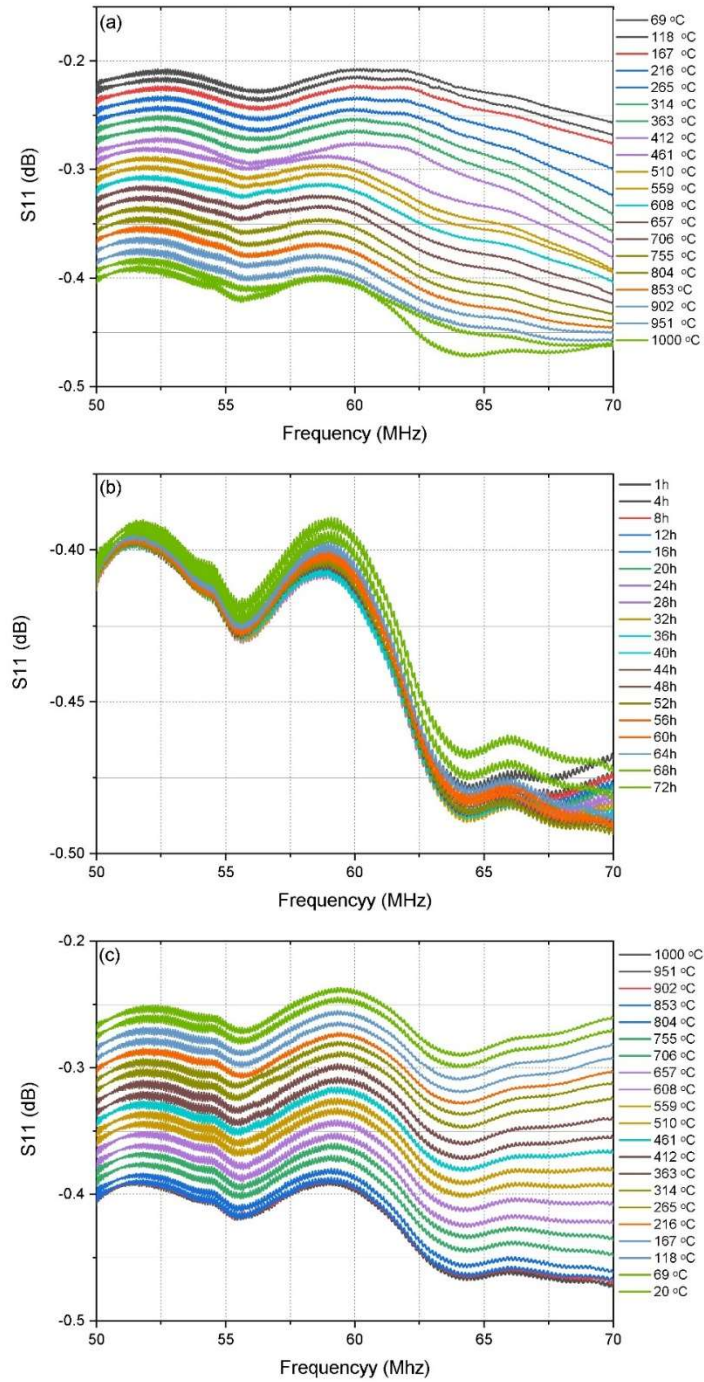 (a)
S11 (dB)
-0.2
-0.3
-0.4
-0.5
50
55
60
65
70
Frequency (MHz)
69 ºC
118 ºC
167 ºC
216 ºC
265 ºC
314 ºC
363 ºC
412 ºC
461 ºC
510 ºC
559 ºC
608 ºC
657 ºC
706 ºC
755 ºC
804 ºC
853 ºC
902 ºC
951 ºC
1000 ºC
(b)
S11 (dB)
-0.40
-0.45
-0.50
50
55
60
65
70
Frequencyy (MHz)
1h
4h
8h
12h
16h
20h
24h
28h
32h
36h
40h
44h
48h
52h
56h
60h
64h
68h
72h
(c)
S11 (dB)
-0.2
-0.3
-0.4
-0.5
50
55
60
65
70
Frequencyy (Mhz)
1000 ºC
951 ºC
902 ºC
853 ºC
804 ºC
755 ºC
706 ºC
657 ºC
608 ºC
559 ºC
510 ºC
461 ºC
412 ºC
363 ºC
314 ºC
265 ºC
216 ºC
167 ºC
118 ºC
69 ºC
20 ºC